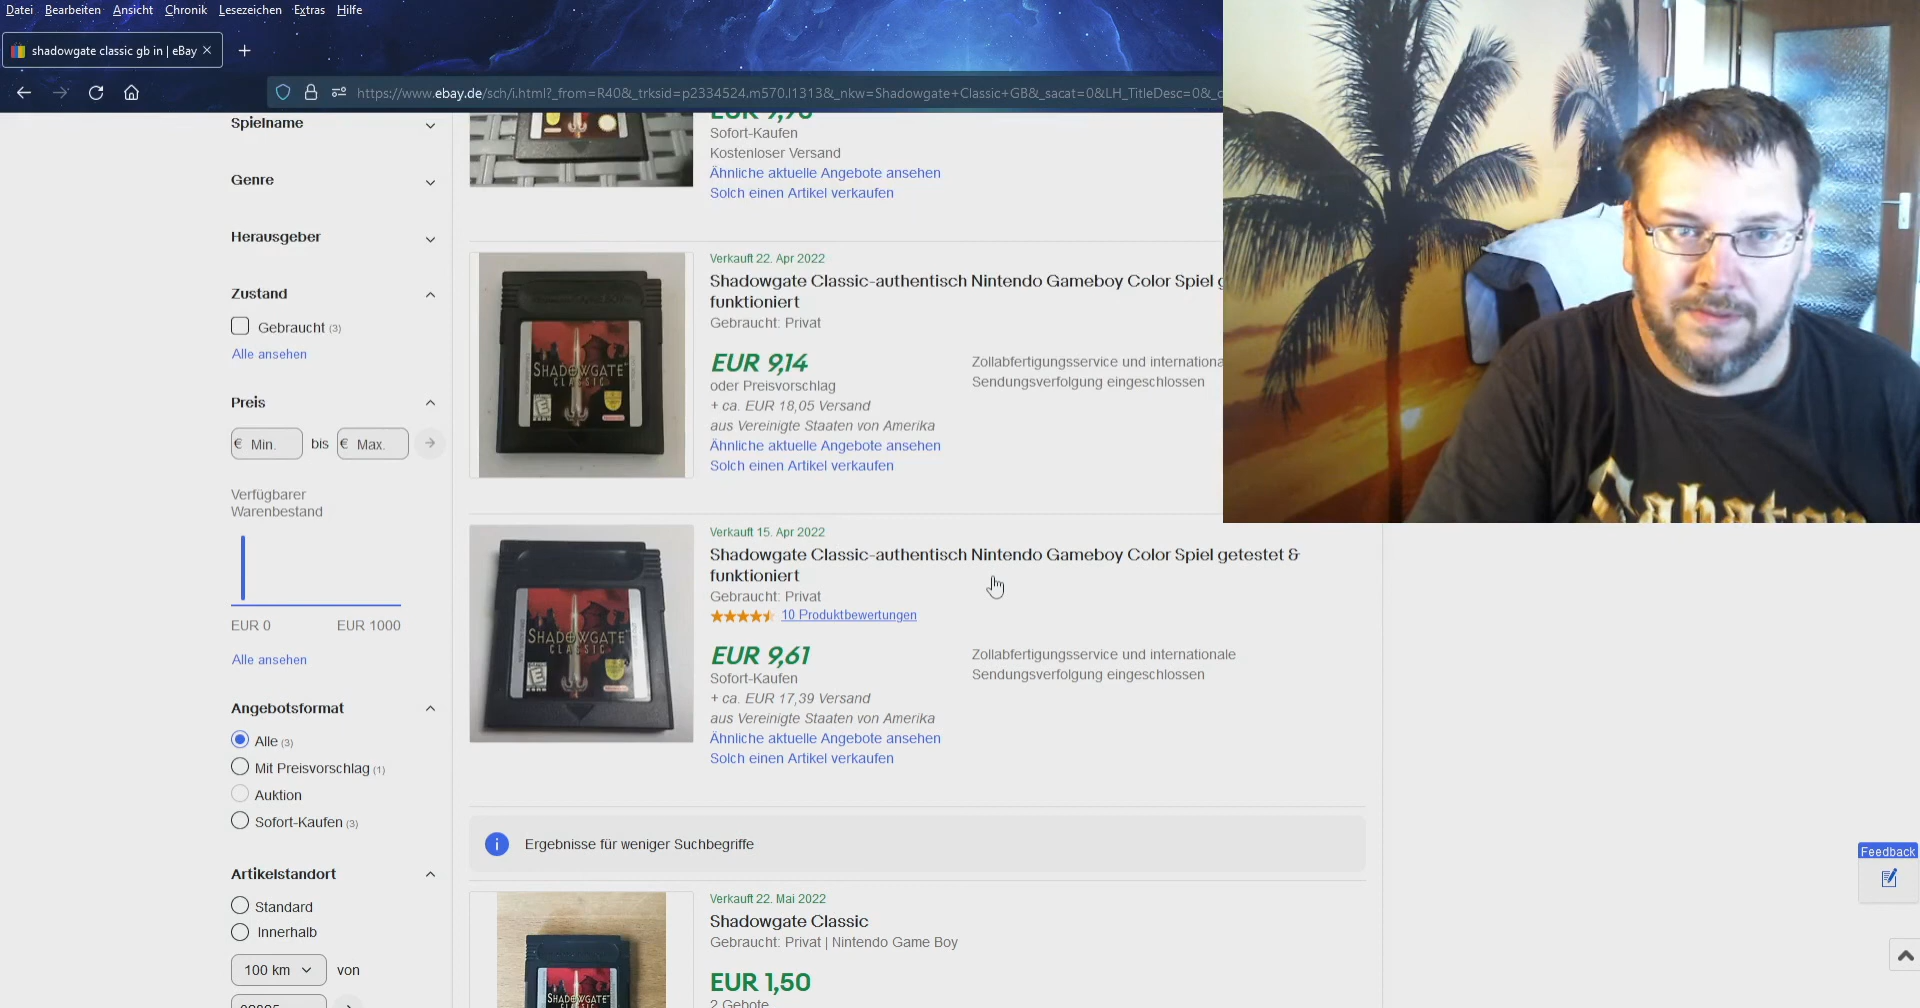 Datei Bearbeiten Ansicht Chronik Lesezeichen Extras Hilfe
shadowgate classic gb in | eBay
https://www.ebay.de/sch/i.html?_from=R40&_trksid=p2334524.m570.l1313&_nkw=Shadowgate+Classic+GB&_sacat=0&LH_TitleDesc=0&_
Spielname
Genre
Herausgeber
Zustand
Gebraucht (3)
Alle ansehen
Preis
€ Min. bis € Max.
Verfügbarer
Warenbestand
EUR 0 EUR 1000
Alle ansehen
Angebotsformat
Alle (3)
Mit Preisvorschlag (1)
Auktion
Sofort-Kaufen (3)
Artikelstandort
Standard
Innerhalb
100 km von
Sofort-Kaufen
Kostenloser Versand
Ähnliche aktuelle Angebote ansehen
Solch einen Artikel verkaufen
SHADOWGATE
CLASSIC
Verkauft 22. Apr 2022
Shadowgate Classic-authentisch Nintendo Gameboy Color Spiel
funktioniert
Gebraucht: Privat
EUR 9,14
oder Preisvorschlag
+ ca. EUR 18,05 Versand
aus Vereinigte Staaten von Amerika
Ähnliche aktuelle Angebote ansehen
Solch einen Artikel verkaufen
Zollabfertigungsservice und internationa
Sendungsverfolgung eingeschlossen
SHADOWGATE
CLASSIC
Verkauft 15. Apr 2022
Shadowgate Classic-authentisch Nintendo Gameboy Color Spiel getestet &
funktioniert
Gebraucht: Privat
10 Produktbewertungen
EUR 9,61
Sofort-Kaufen
+ ca. EUR 17,39 Versand
aus Vereinigte Staaten von Amerika
Ähnliche aktuelle Angebote ansehen
Solch einen Artikel verkaufen
Zollabfertigungsservice und internationale
Sendungsverfolgung eingeschlossen
Ergebnisse für weniger Suchbegriffe
SHADOWGATE
CLASSIC
Verkauft 22. Mai 2022
Shadowgate Classic
Gebraucht: Privat | Nintendo Game Boy
EUR 1,50
2 Gebote
Sabaton
Feedback